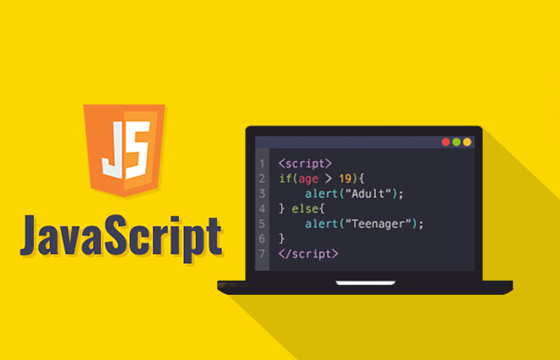 JS
JavaScript
1 <script>
2 if(age > 19){
3     alert("Adult");
4 } else{
5     alert("Teenager");
6 }
7 </script>